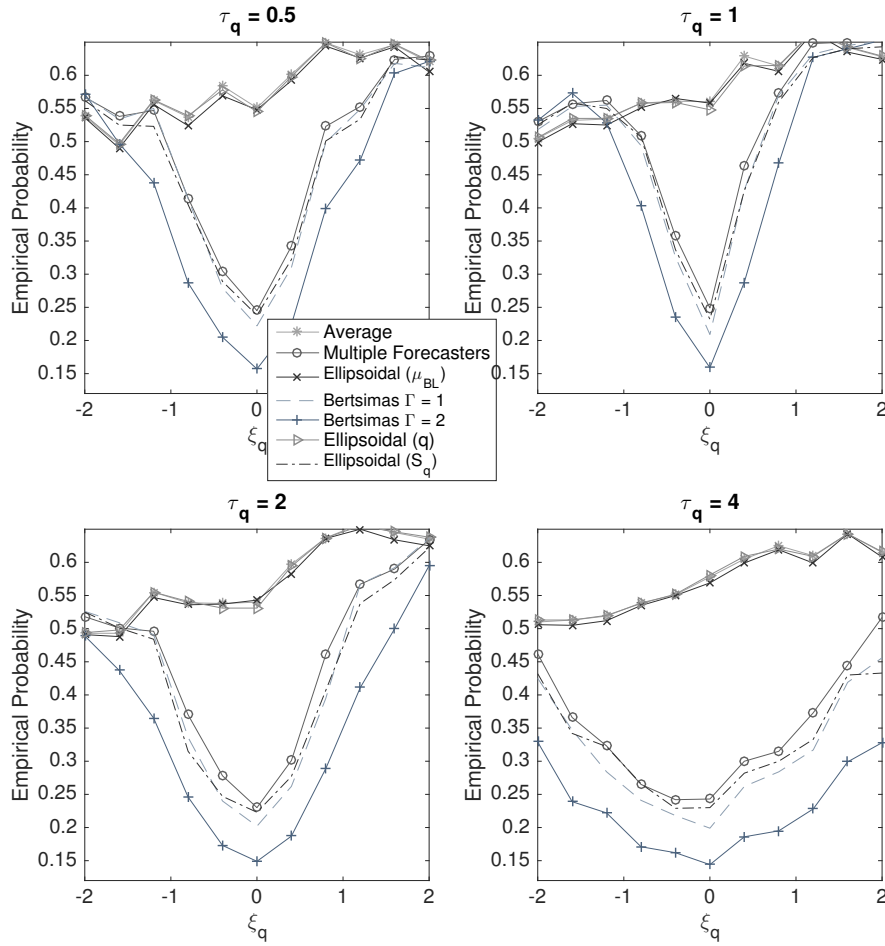 τq = 0.5
Empirical Probability
0.6
0.55
0.5
0.45
0.4
0.35
0.3
0.25
0.2
0.15
-2 -1 0 1 2
ξq
τq = 1
Empirical Probability
0.6
0.55
0.5
0.45
0.4
0.35
0.3
0.25
0.2
0.15
-2 -1 0 1 2
ξq
Average
Multiple Forecasters
Ellipsoidal (μBL)
Bertsimas Γ = 1
Bertsimas Γ = 2
Ellipsoidal (q)
Ellipsoidal (Sq)
τq = 2
Empirical Probability
0.6
0.55
0.5
0.45
0.4
0.35
0.3
0.25
0.2
0.15
-2 -1 0 1 2
ξq
τq = 4
Empirical Probability
0.6
0.55
0.5
0.45
0.4
0.35
0.3
0.25
0.2
0.15
-2 -1 0 1 2
ξq